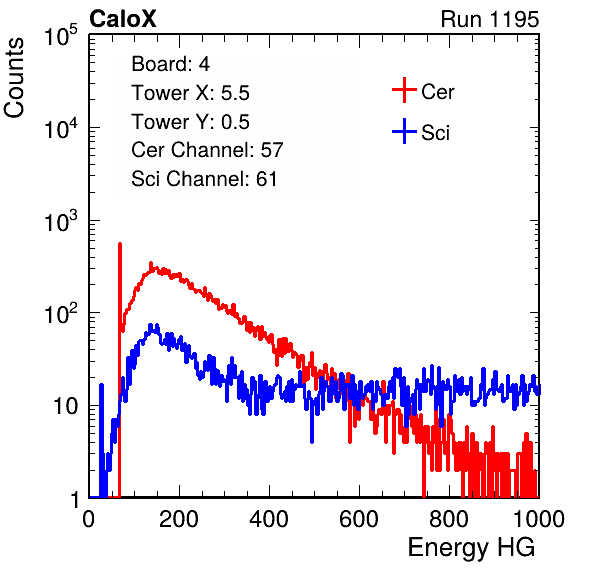 CaloX Run 1195
Counts
10^5
10^4
10^3
10^2
10
1
Board: 4
Tower X: 5.5
Tower Y: 0.5
Cer Channel: 57
Sci Channel: 61
Cer
Sci
0 200 400 600 800 1000
Energy HG